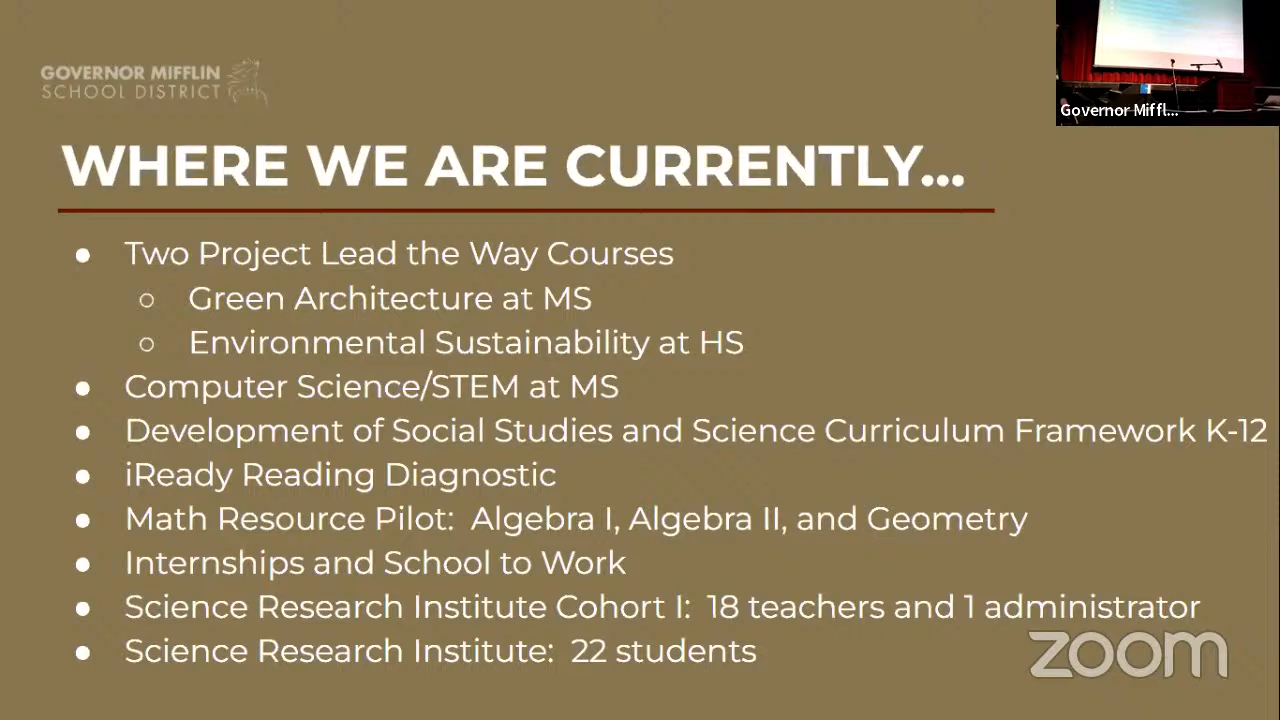 GOVERNOR MIFFLIN
SCHOOL DISTRICT
Governor Miffl...
WHERE WE ARE CURRENTLY...
● Two Project Lead the Way Courses
○ Green Architecture at MS
○ Environmental Sustainability at HS
● Computer Science/STEM at MS
● Development of Social Studies and Science Curriculum Framework K-12
● iReady Reading Diagnostic
● Math Resource Pilot: Algebra I, Algebra II, and Geometry
● Internships and School to Work
● Science Research Institute Cohort I: 18 teachers and 1 administrator
● Science Research Institute: 22 students
zoom